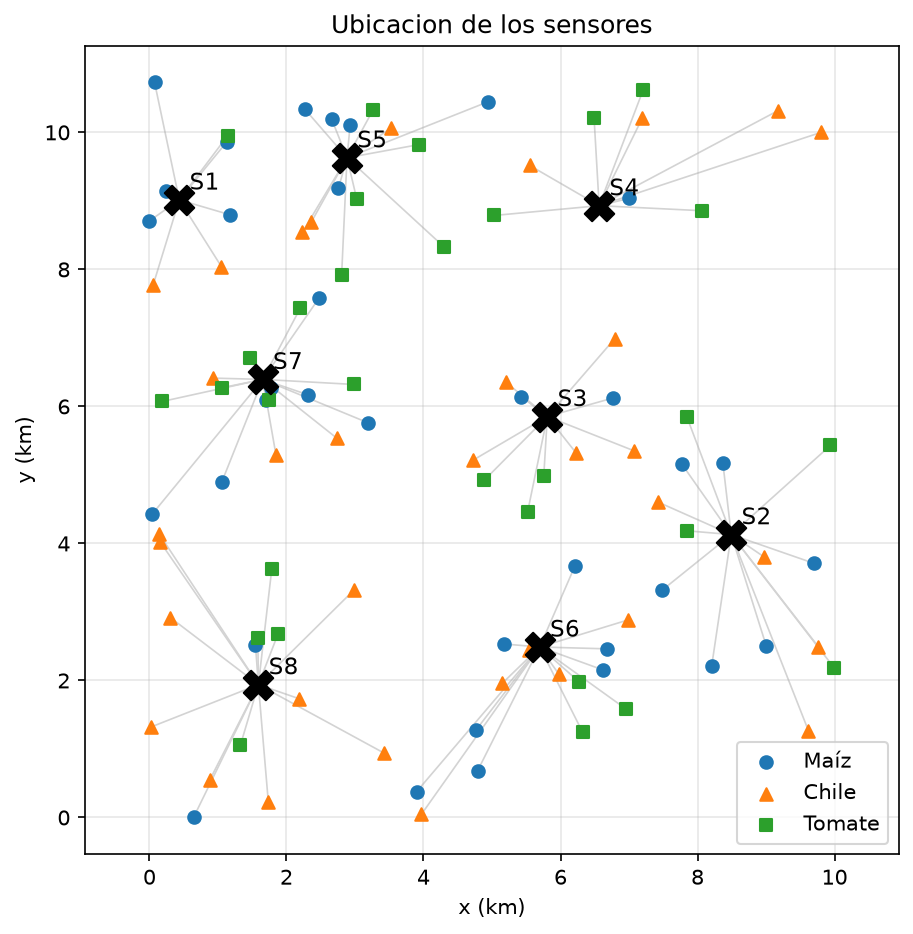 Ubicacion de los sensores
y (km)
10
8
6
4
2
0
S5
S1
S4
S7
S3
S2
S6
S8
Maíz
Chile
Tomate
0 2 4 6 8 10
x (km)